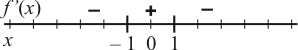 f'(x) − + −
x −1 0 1